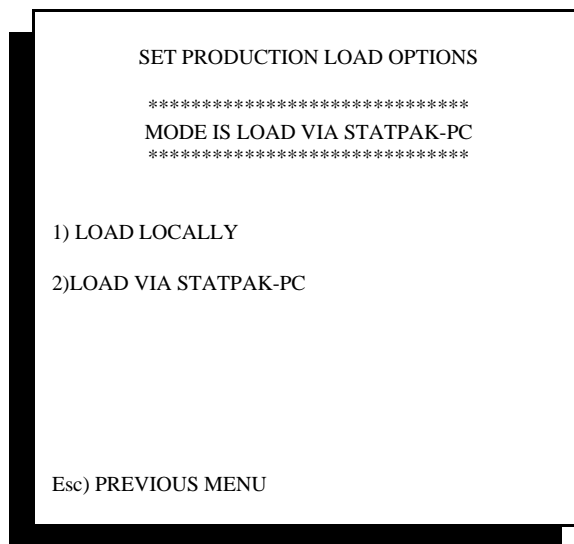 SET PRODUCTION LOAD OPTIONS
******************************
MODE IS LOAD VIA STATPAK-PC
******************************
1) LOAD LOCALLY
2)LOAD VIA STATPAK-PC
Esc) PREVIOUS MENU